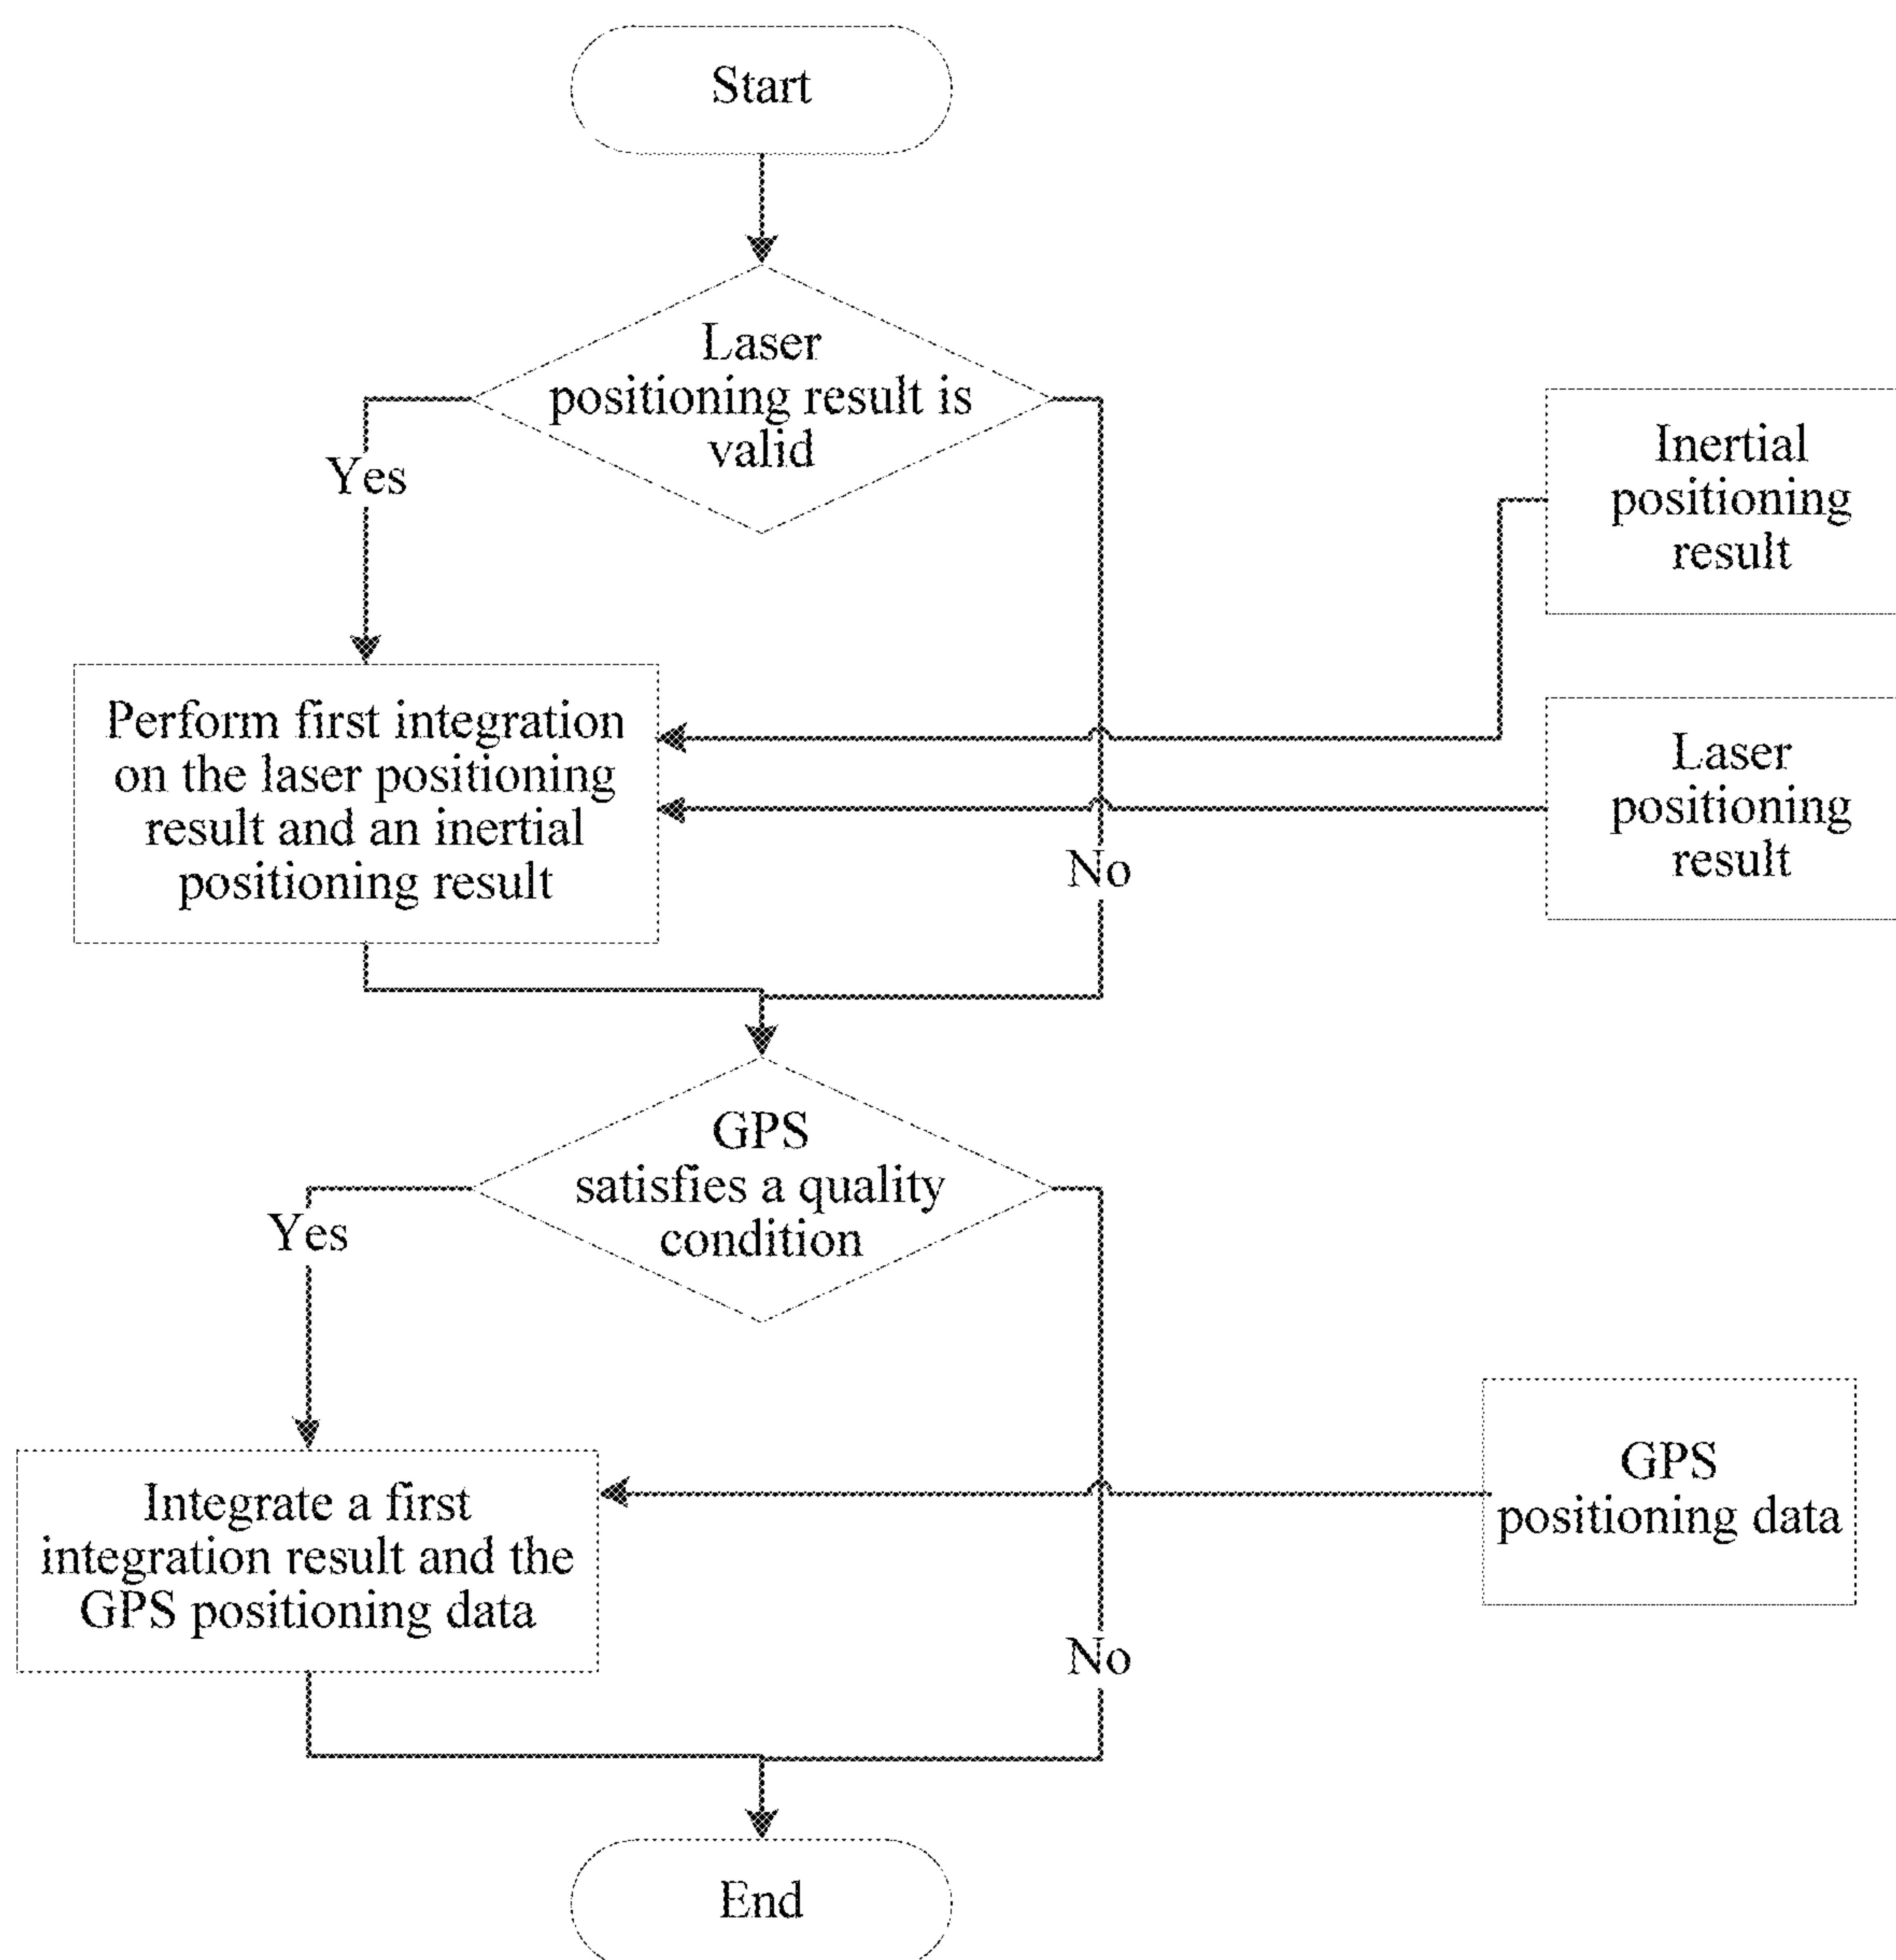 Start
Laser
positioning result is
valid
Yes
Inertial
positioning
result
Perform first integration
on the laser positioning
result and an inertial
positioning result
Laser
positioning
result
No
GPS
satisfies a quality
condition
Yes
Integrate a first
integration result and the
GPS positioning data
GPS
positioning data
No
End